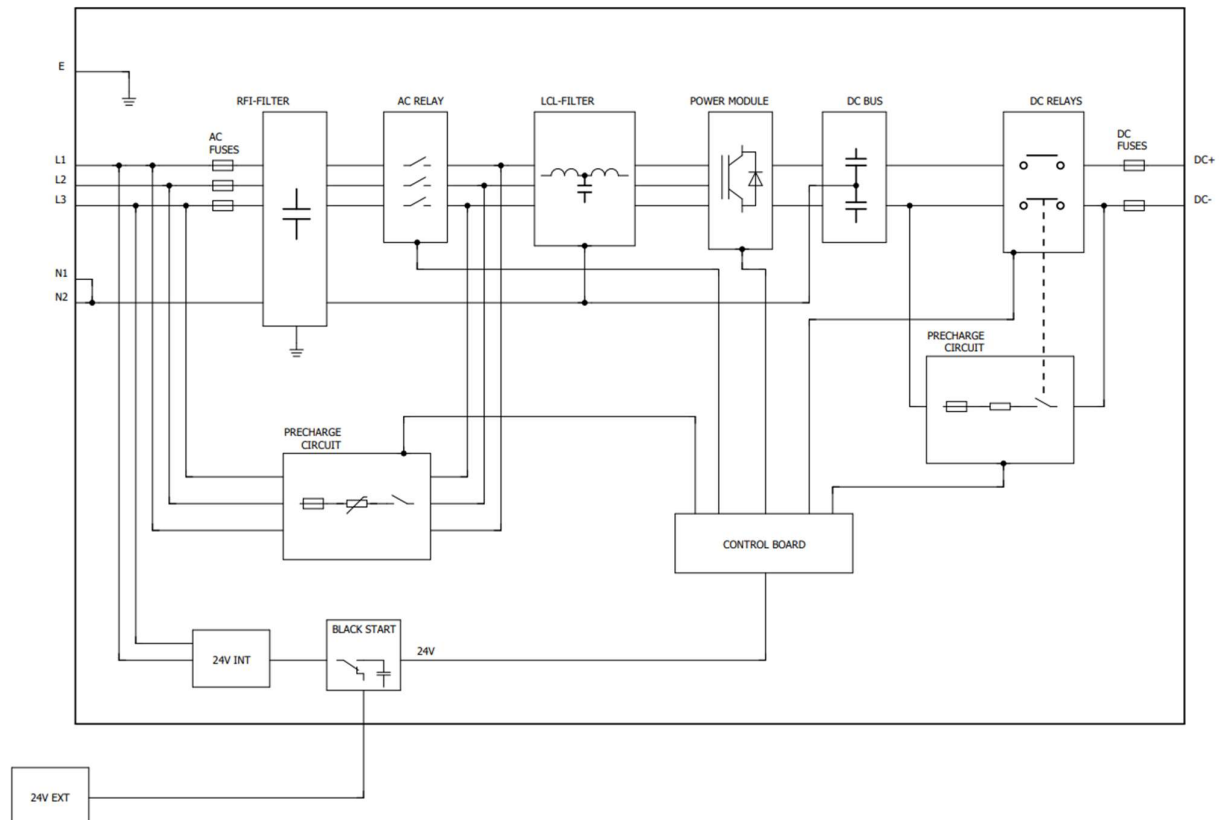 E
RFI-FILTER
AC RELAY
LCL-FILTER
POWER MODULE
DC BUS
DC RELAYS
AC
FUSES
DC
FUSES
L1
L2
L3
DC+
DC-
N1
N2
PRECHARGE
CIRCUIT
PRECHARGE
CIRCUIT
CONTROL BOARD
BLACK START
24V INT
24V
24V EXT